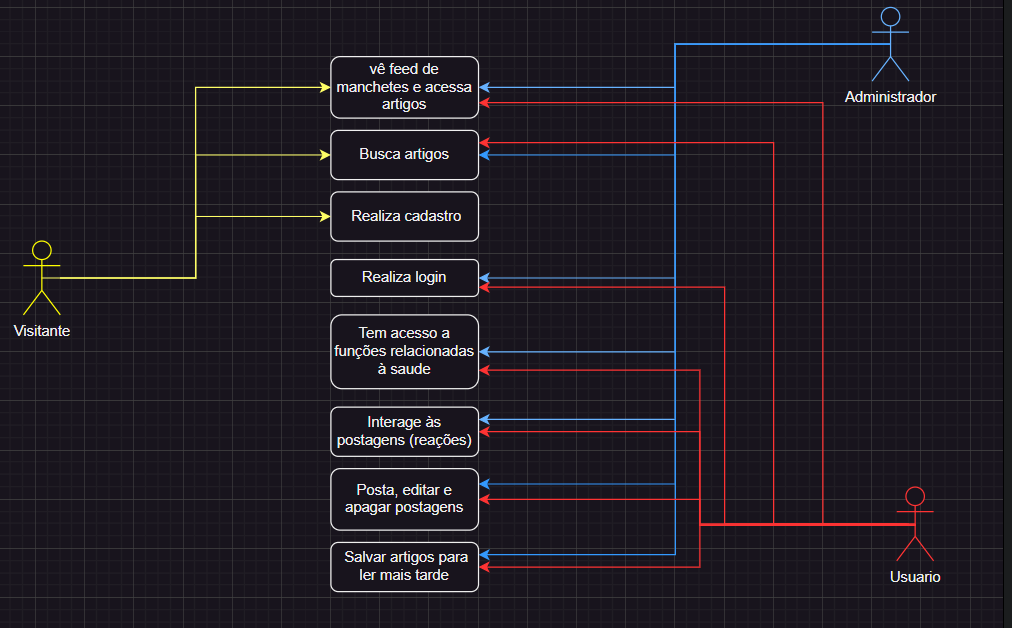 Administrador
vê feed de
manchetes e acessa
artigos
Busca artigos
Realiza cadastro
Realiza login
Visitante
Tem acesso a
funções relacionadas
à saude
Interage às
postagens (reações)
Posta, editar e
apagar postagens
Salvar artigos para
ler mais tarde
Usuario